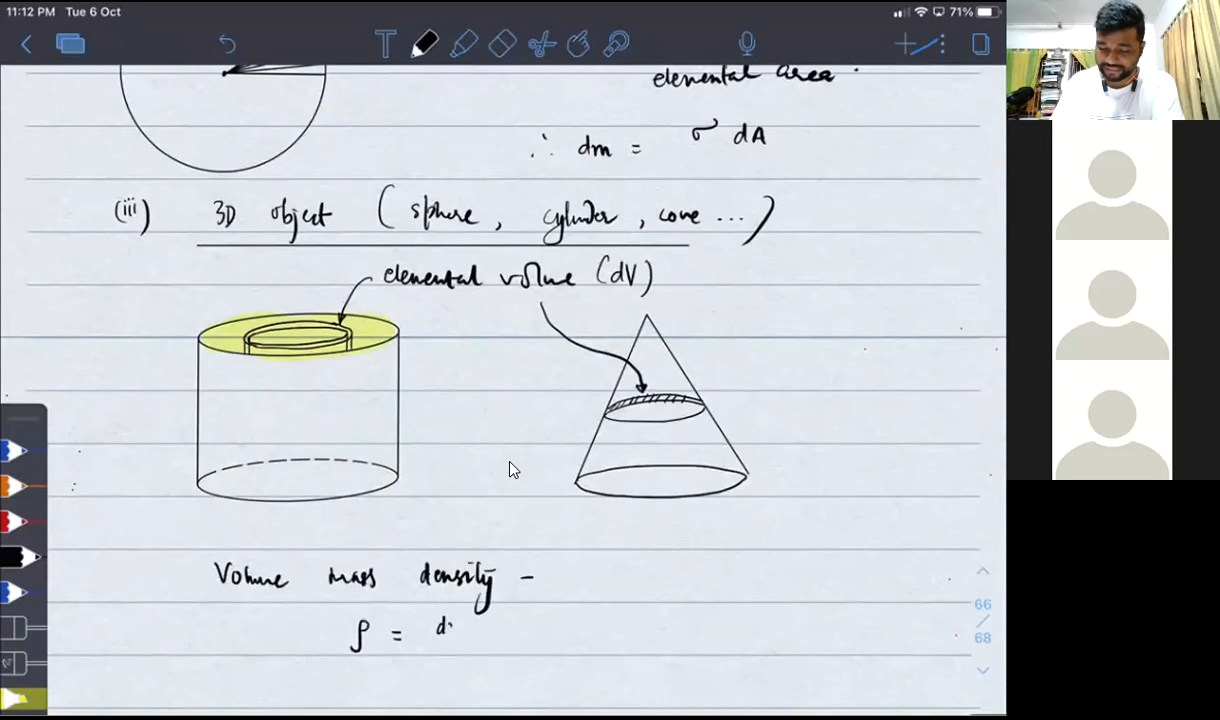 11:12 PM Tue 6 Oct 71%
elemental area.
∴ dm = σ dA
(iii) 3D object (sphere, cylinder, cone ...)
elemental volume (dV)
Volume mass density -
ρ = d
66
/
68